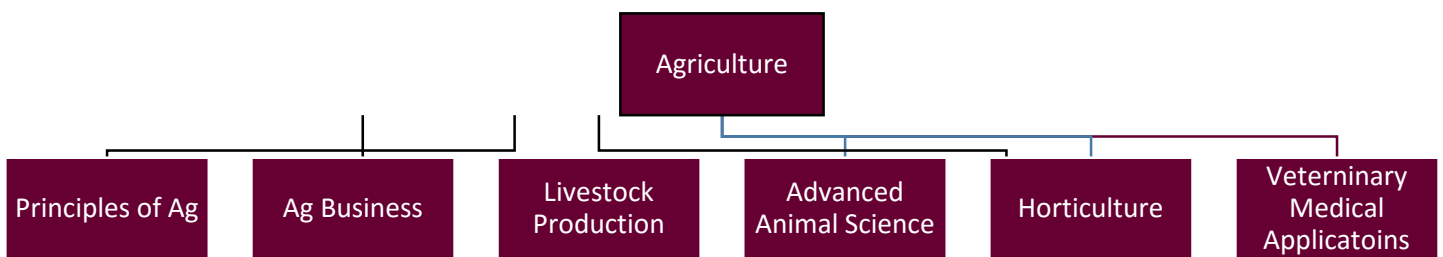 Agriculture
Principles of Ag
Ag Business
Livestock
Production
Advanced
Animal Science
Horticulture
Veterninary
Medical
Applicatoins